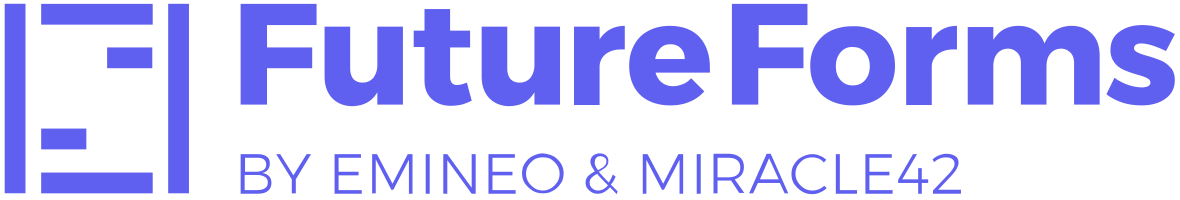 FutureForms
BY EMINEO & MIRACLE42